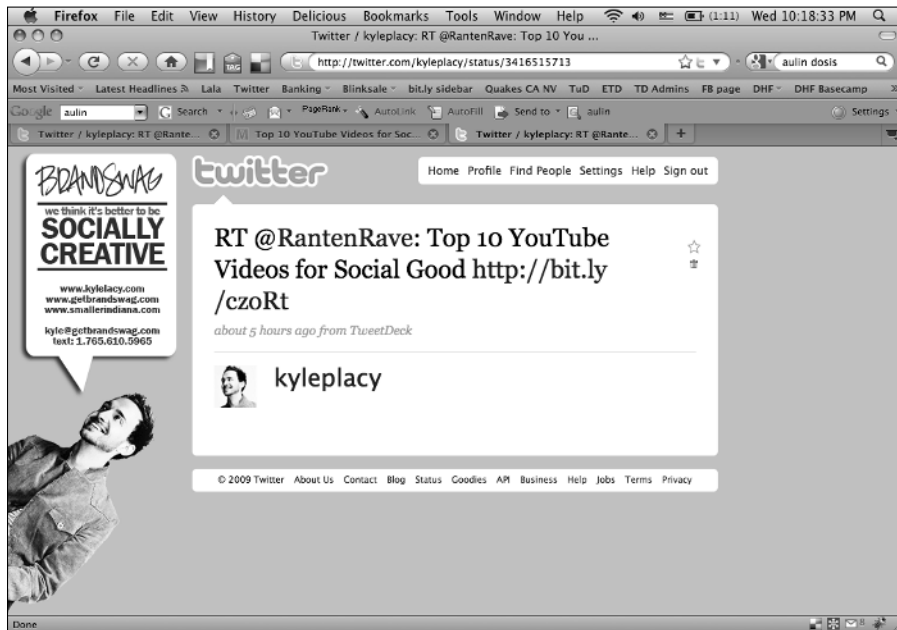 Firefox File Edit View History Delicious Bookmarks Tools Window Help (1:11) Wed 10:18:33 PM
Twitter / kyleplacy: RT @RantenRave: Top 10 You ...
http://twitter.com/kyleplacy/status/3416515713 aulin dosis
Most Visited Latest Headlines Lala Twitter Banking Blinksale bit.ly sidebar Quakes CA NV TuD ETD TD Admins FB page DHF DHF Basecamp
Google aulin Search PageRank AutoLink AutoFill Send to aulin Settings
Twitter / kyleplacy: RT @Rante... Top 10 YouTube Videos for Soc... Twitter / kyleplacy: RT @Rante...
BRANDSWAG
we think it's better to be
SOCIALLY
CREATIVE
www.kylelacy.com
www.getbrandswag.com
www.smallerindiana.com
kyle@getbrandswag.com
text: 1.765.610.5965
twitter
Home Profile Find People Settings Help Sign out
RT @RantenRave: Top 10 YouTube
Videos for Social Good http://bit.ly
/czoRt
about 5 hours ago from TweetDeck
kyleplacy
© 2009 Twitter About Us Contact Blog Status Goodies API Business Help Jobs Terms Privacy
Done 8